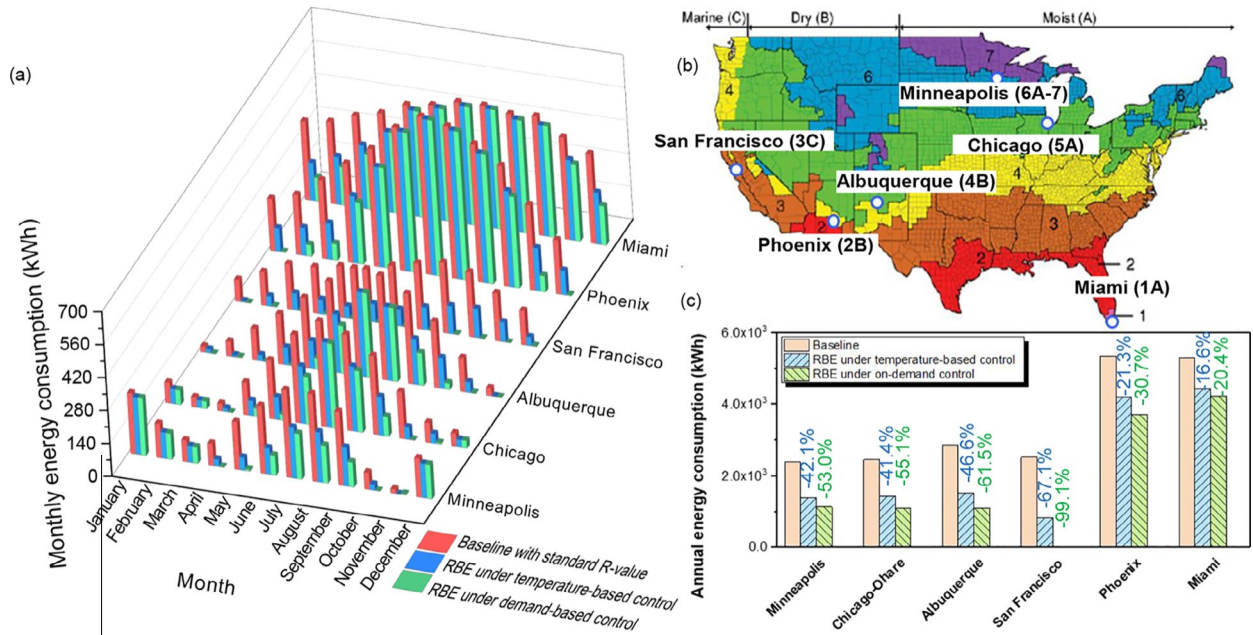 (a)
Monthly energy consumption (kWh)
700
560
420
280
140
0
January
February
March
April
May
June
July
August
September
October
November
December
Month
Miami
Phoenix
San Francisco
Albuquerque
Chicago
Minneapolis
Baseline with standard R-value
RBE under temperature-based control
RBE under demand-based control
Marine (C) Dry (B) Moist (A)
(b)
7
6
6
4
Minneapolis (6A-7)
San Francisco (3C)
Chicago (5A)
4
Albuquerque (4B)
3
3
2
Phoenix (2B)
2
2
Miami (1A)
1
(c)
Annual energy consumption (kWh)
6.0x10³
4.0x10³
2.0x10³
0.0
Baseline
RBE under temperature-based control
RBE under on-demand control
-42.1%
-53.0%
-41.4%
-55.1%
-46.6%
-61.5%
-67.1%
-99.1%
-21.3%
-30.7%
-16.6%
-20.4%
Minneapolis
Chicago-Ohare
Albuquerque
San Francisco
Phoenix
Miami